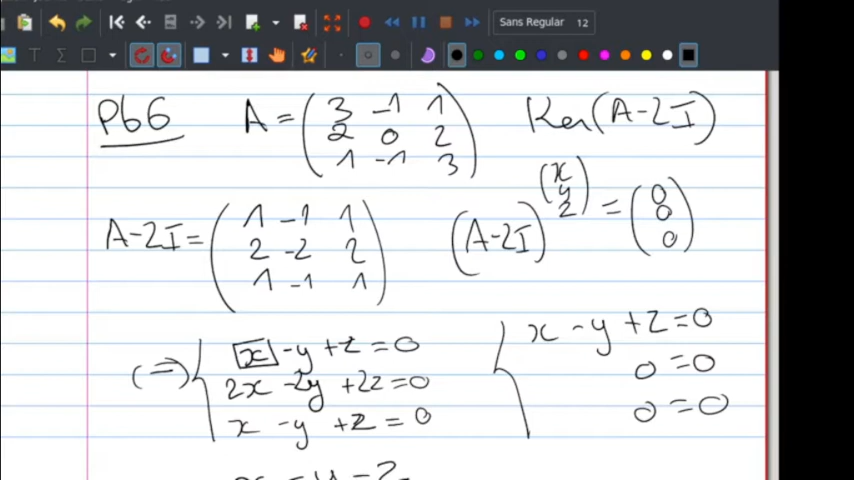 Sans Regular 12
Pb6 A = ( 3 -1 1 ; 2 0 2 ; 1 -1 3 ) Ker(A-2I)
A-2I = ( 1 -1 1 ; 2 -2 2 ; 1 -1 1 ) (A-2I) ( x ; y ; z ) = ( 0 ; 0 ; 0 )
(=) { x -y +z = 0 { x -y +z = 0
2x -2y +2z = 0 0 = 0
x -y +z = 0 0 = 0
x = y - z